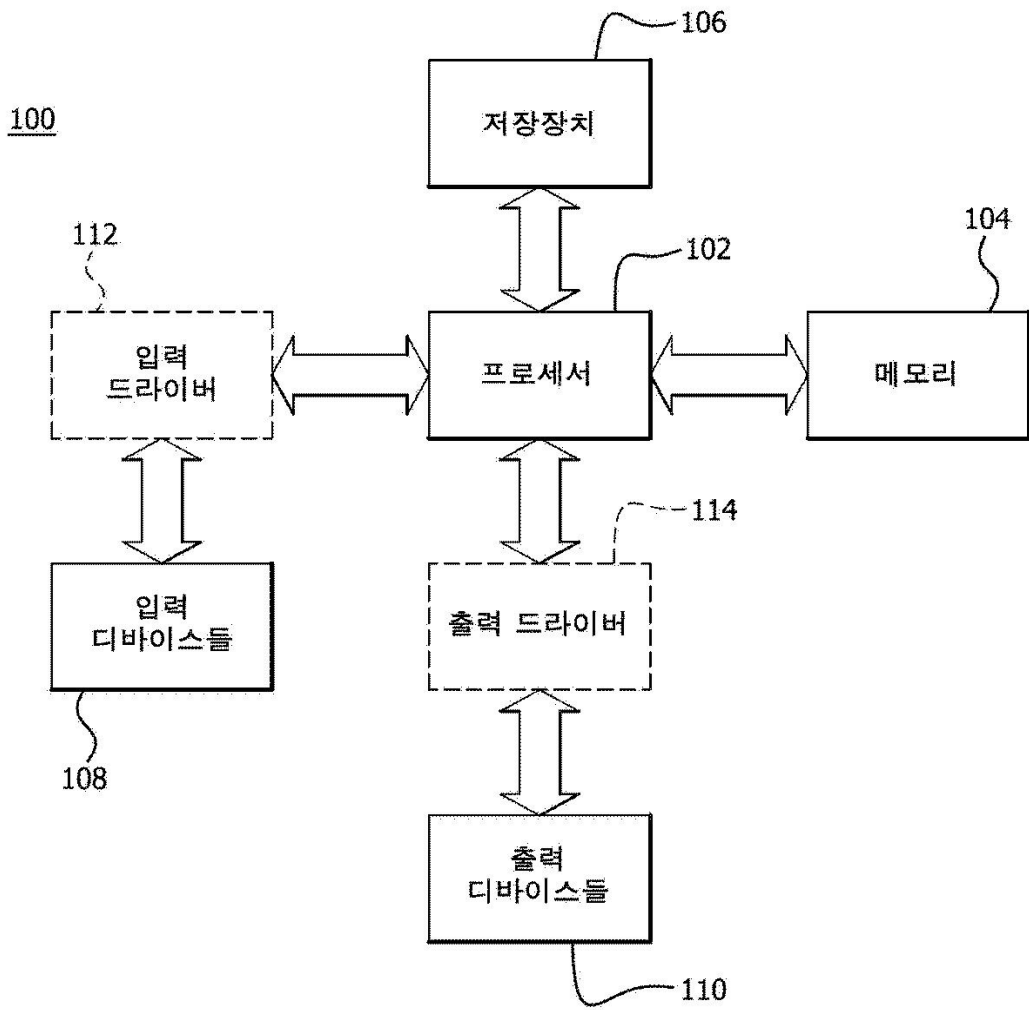 106
100
저장장치
112
102
104
입력
드라이버
프로세서
메모리
114
입력
디바이스들
출력 드라이버
108
출력
디바이스들
110